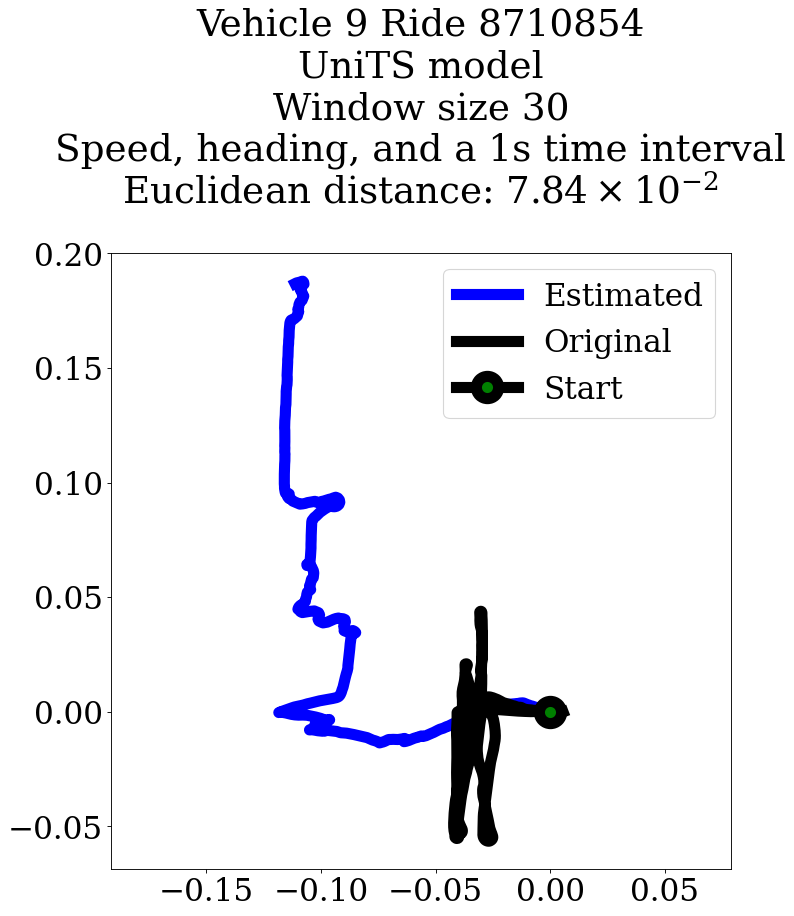 Vehicle 9 Ride 8710854
UniTS model
Window size 30
Speed, heading, and a 1s time interval
Euclidean distance: 7.84 × 10⁻²
0.20
Estimated
Original
Start
0.15
0.10
0.05
0.00
−0.05
−0.15 −0.10 −0.05 0.00 0.05